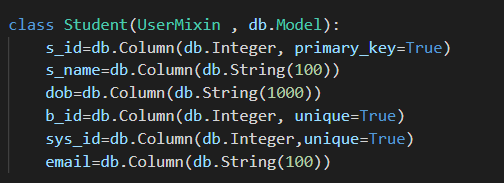 class Student(UserMixin , db.Model):
    s_id=db.Column(db.Integer, primary_key=True)
    s_name=db.Column(db.String(100))
    dob=db.Column(db.String(1000))
    b_id=db.Column(db.Integer, unique=True)
    sys_id=db.Column(db.Integer,unique=True)
    email=db.Column(db.String(100))